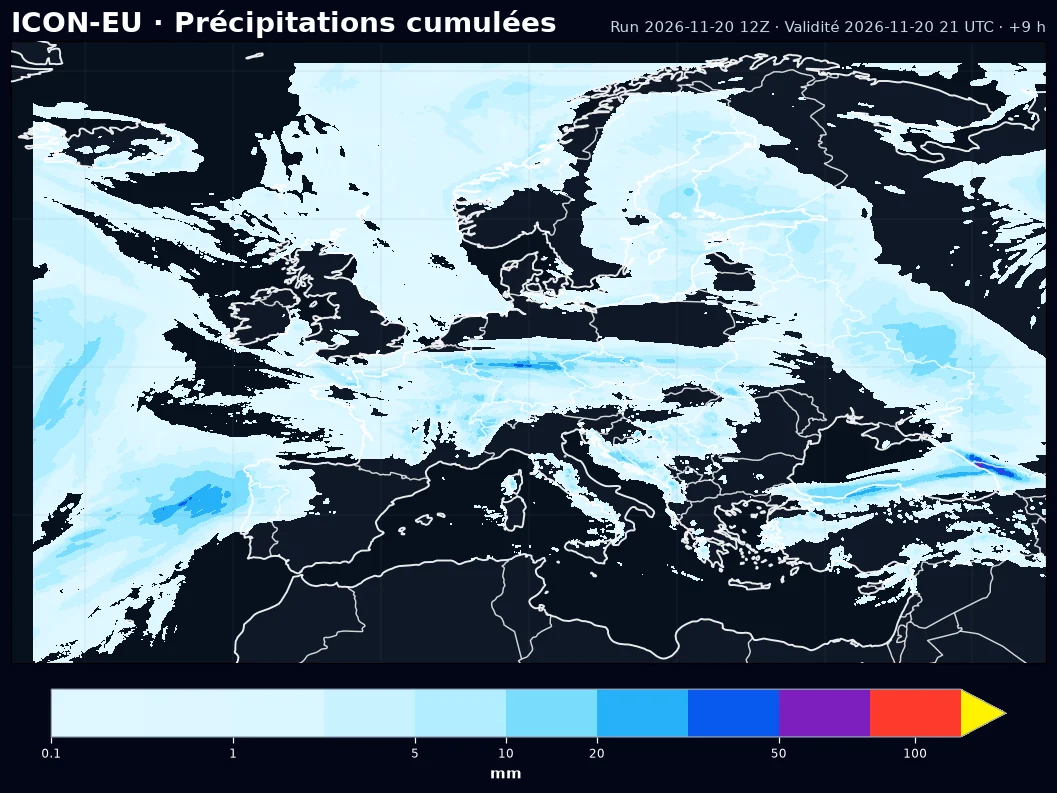 ICON-EU · Précipitations cumulées
Run 2026-11-20 12Z · Validité 2026-11-20 21 UTC · +9 h
0.1 1 5 10 20 50 100
mm